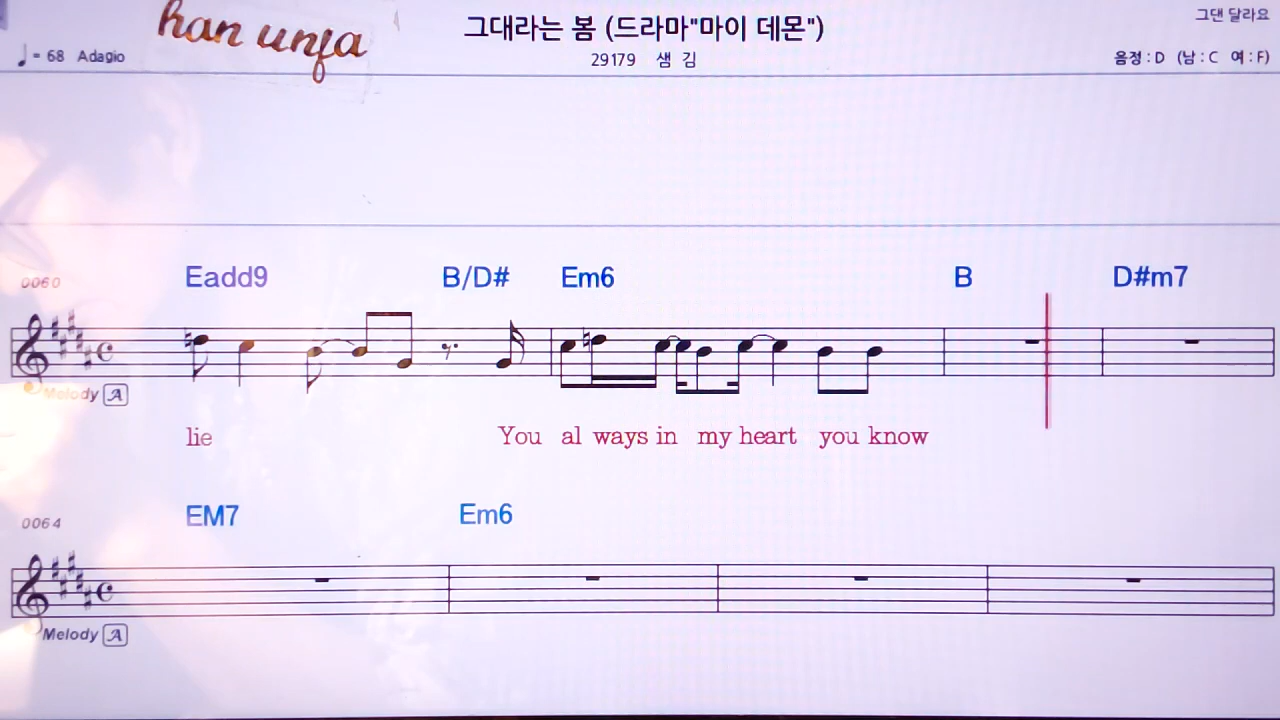 그댄 달라요
han unja
그대라는 봄 (드라마"마이 데몬")
♩= 68 Adagio
29179 샘 김
음정 : D (남 : C 여 : F)
0060
Eadd9 B/D# Em6 B D#m7
Melody A
lie You al ways in my heart you know
0064
EM7 Em6
Melody A